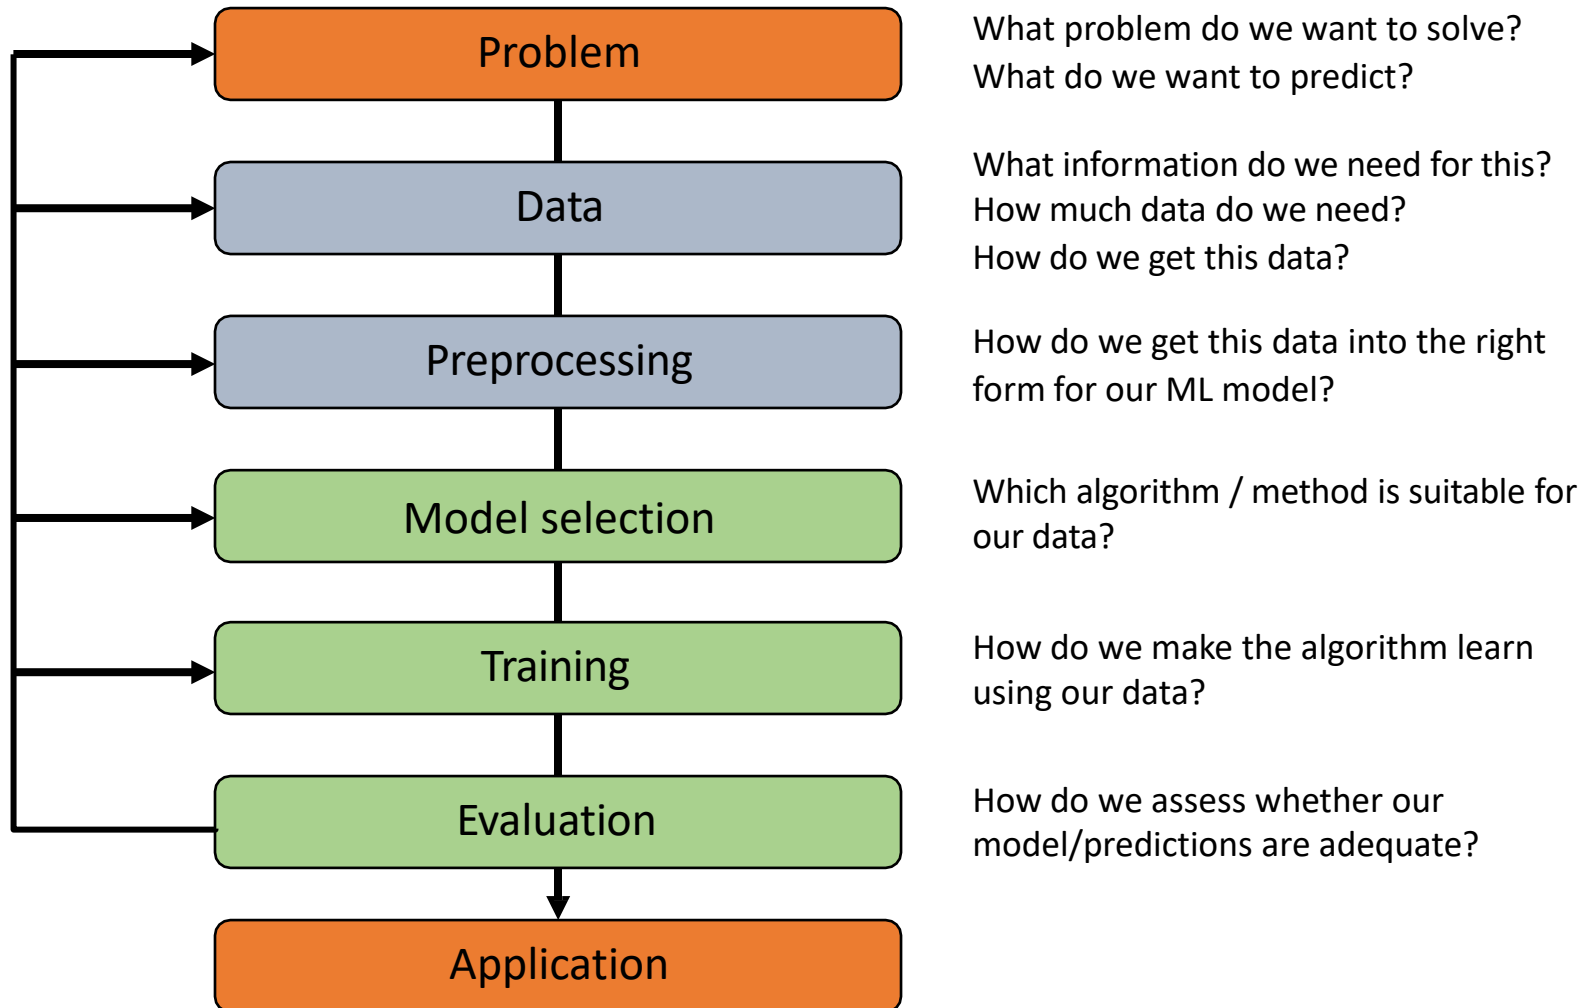 Problem
What problem do we want to solve?
What do we want to predict?
Data
What information do we need for this?
How much data do we need?
How do we get this data?
Preprocessing
How do we get this data into the right
form for our ML model?
Model selection
Which algorithm / method is suitable for
our data?
Training
How do we make the algorithm learn
using our data?
Evaluation
How do we assess whether our
model/predictions are adequate?
Application